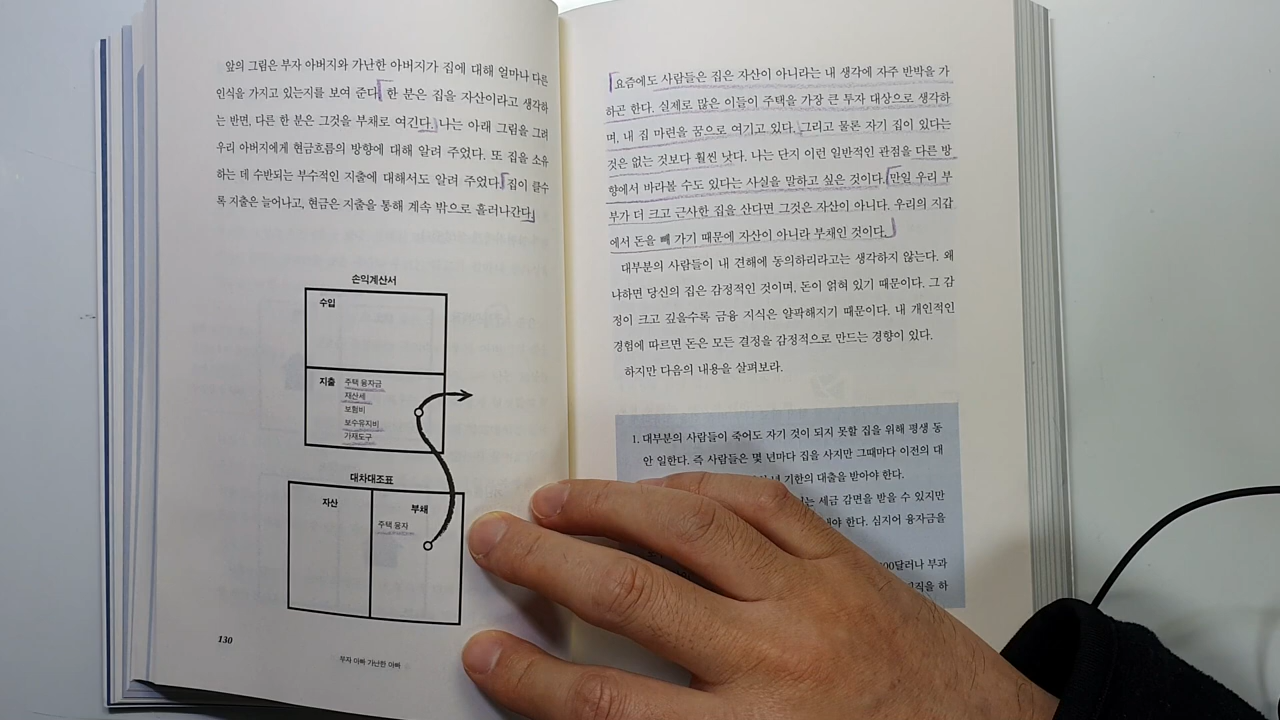 앞의 그림은 부자 아버지와 가난한 아버지가 집에 대해 얼마나 다른
인식을 가지고 있는지를 보여 준다. 한 분은 집을 자산이라고 생각하
는 반면, 다른 한 분은 그것을 부채로 여긴다. 나는 아래 그림을 그려
우리 아버지에게 현금흐름의 방향에 대해 알려 주었다. 또 집을 소유
하는 데 수반되는 부수적인 지출에 대해서도 알려 주었다. 집이 클수
록 지출은 늘어나고, 현금은 지출을 통해 계속 밖으로 흘러나간다.
손익계산서
수입
지출 주택 융자금
재산세
보험비
보수유지비
가재도구
대차대조표
자산
부채
주택 융자
130
부자 아빠 가난한 아빠
요즘에도 사람들은 집은 자산이 아니라는 내 생각에 자주 반박을 가
하곤 한다. 실제로 많은 이들이 주택을 가장 큰 투자 대상으로 생각하
며, 내 집 마련을 꿈으로 여기고 있다. 그리고 물론 자기 집이 있다는
것은 없는 것보다 훨씬 낫다. 나는 단지 이런 일반적인 관점을 다른 방
향에서 바라볼 수도 있다는 사실을 말하고 싶은 것이다. 만일 우리 부
부가 더 크고 근사한 집을 산다면 그것은 자산이 아니다. 우리의 지갑
에서 돈을 빼 가기 때문에 자산이 아니라 부채인 것이다.
대부분의 사람들이 내 견해에 동의하리라고는 생각하지 않는다. 왜
냐하면 당신의 집은 감정적인 것이며, 돈이 얽혀 있기 때문이다. 그 감
정이 크고 깊을수록 금융 지식은 얄팍해지기 때문이다. 내 개인적인
경험에 따르면 돈은 모든 결정을 감정적으로 만드는 경향이 있다.
하지만 다음의 내용을 살펴보라.
1. 대부분의 사람들이 죽어도 자기 것이 되지 못할 집을 위해 평생 동
안 일한다. 즉 사람들은 몇 년마다 집을 사지만 그때마다 이전의 대
기한의 대출을 받아야 한다.
세금 감면을 받을 수 있지만
한다. 심지어 융자금을
00달러나 부과
하